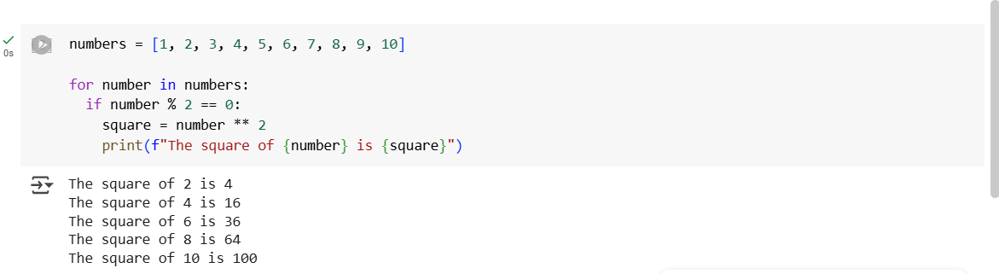 numbers = [1, 2, 3, 4, 5, 6, 7, 8, 9, 10]
for number in numbers:
if number % 2 == 0:
square = number ** 2
print(f"The square of {number} is {square}")
0s
The square of 2 is 4
The square of 4 is 16
The square of 6 is 36
The square of 8 is 64
The square of 10 is 100